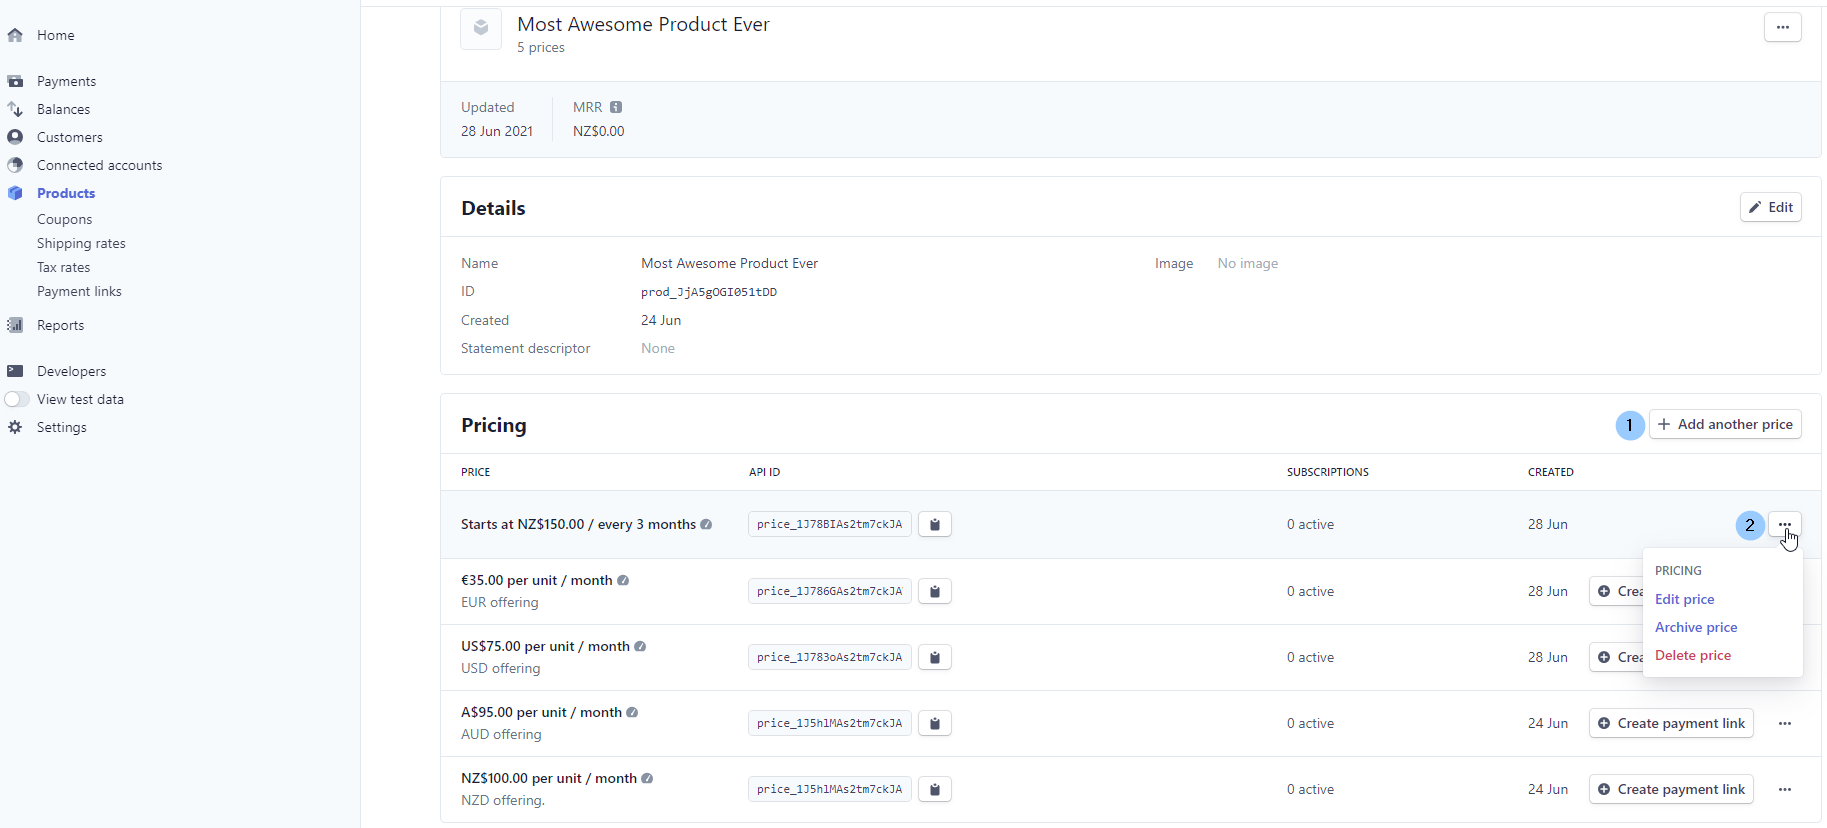 Home
Payments
Balances
Customers
Connected accounts
Products
Coupons
Shipping rates
Tax rates
Payment links
Reports
Developers
View test data
Settings
Most Awesome Product Ever
5 prices
Updated
28 Jun 2021
MRR
NZ$0.00
Details
Edit
Name Most Awesome Product Ever Image No image
ID prod_JjA5gOGI051tDD
Created 24 Jun
Statement descriptor None
Pricing
1 + Add another price
PRICE API ID SUBSCRIPTIONS CREATED
Starts at NZ$150.00 / every 3 months price_1J78BIAs2tm7ckJA 0 active 28 Jun 2
€35.00 per unit / month price_1J786GAs2tm7ckJA 0 active 28 Jun Crea
EUR offering
US$75.00 per unit / month price_1J783oAs2tm7ckJA 0 active 28 Jun Crea
USD offering
A$95.00 per unit / month price_1J5hlMAs2tm7ckJA 0 active 24 Jun Create payment link
AUD offering
NZ$100.00 per unit / month price_1J5hlMAs2tm7ckJA 0 active 24 Jun Create payment link
NZD offering.
PRICING
Edit price
Archive price
Delete price